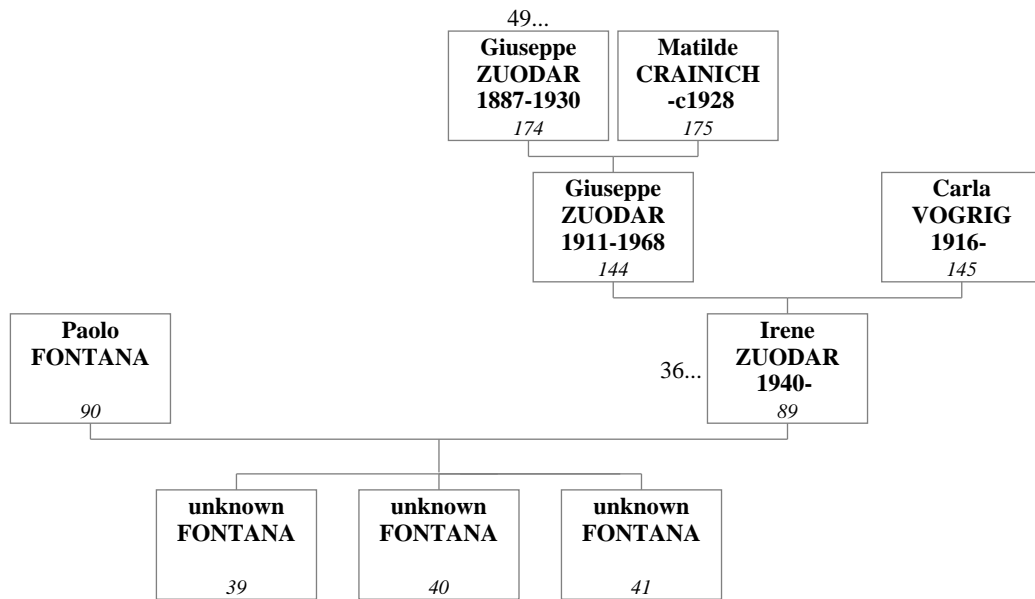 49...
Giuseppe
ZUODAR
1887-1930
174
Matilde
CRAINICH
-c1928
175
Giuseppe
ZUODAR
1911-1968
144
Carla
VOGRIG
1916-
145
Paolo
FONTANA
90
36...
Irene
ZUODAR
1940-
89
unknown
FONTANA
39
unknown
FONTANA
40
unknown
FONTANA
41